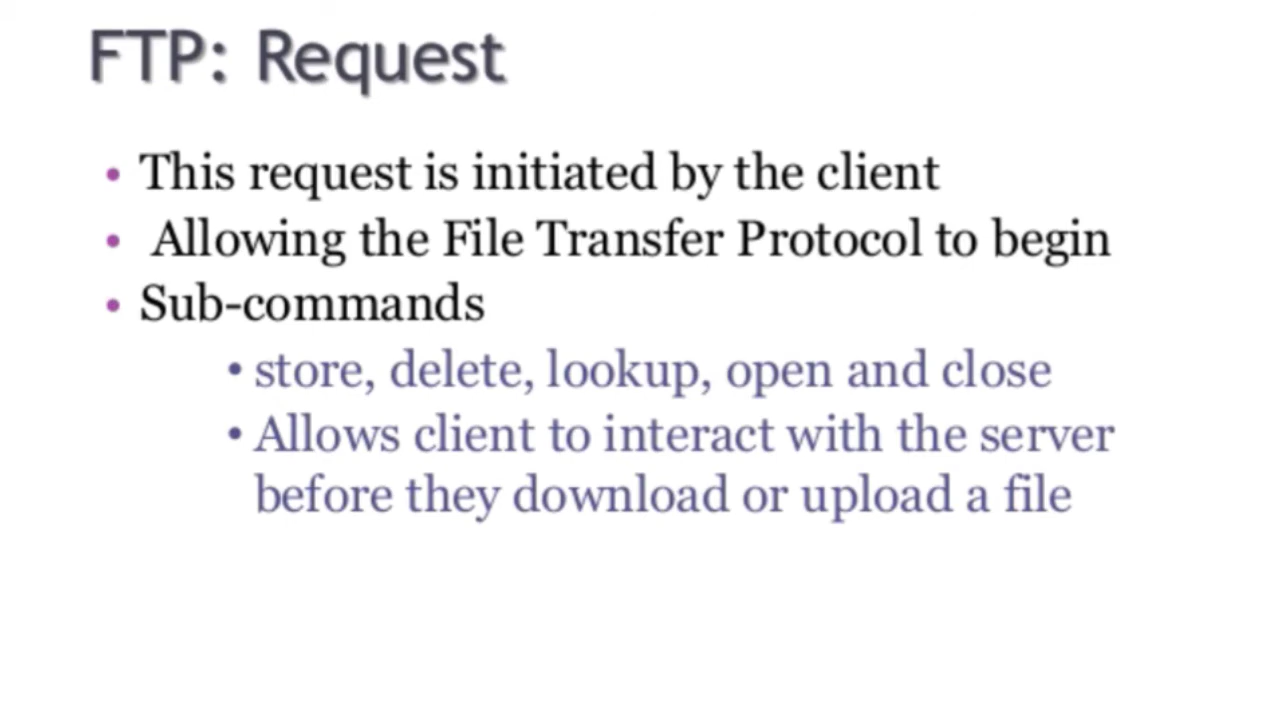 FTP: Request
• This request is initiated by the client
• Allowing the File Transfer Protocol to begin
• Sub-commands
• store, delete, lookup, open and close
• Allows client to interact with the server
before they download or upload a file